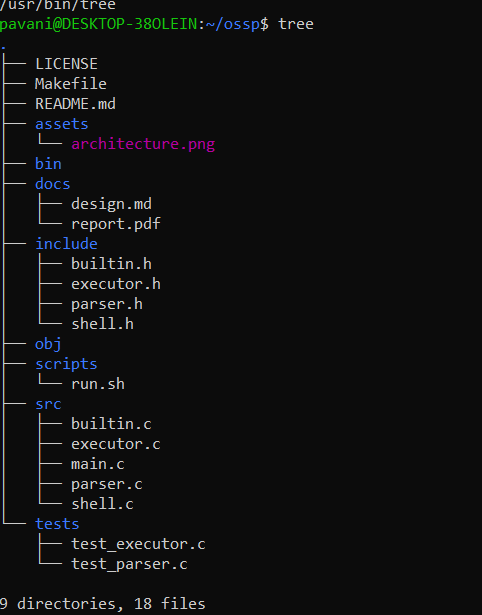 /usr/bin/tree
pavani@DESKTOP-38OLEIN:~/ossp$ tree
.
├── LICENSE
├── Makefile
├── README.md
├── assets
│   └── architecture.png
├── bin
├── docs
│   ├── design.md
│   └── report.pdf
├── include
│   ├── builtin.h
│   ├── executor.h
│   ├── parser.h
│   └── shell.h
├── obj
├── scripts
│   └── run.sh
├── src
│   ├── builtin.c
│   ├── executor.c
│   ├── main.c
│   ├── parser.c
│   └── shell.c
└── tests
    ├── test_executor.c
    └── test_parser.c

9 directories, 18 files